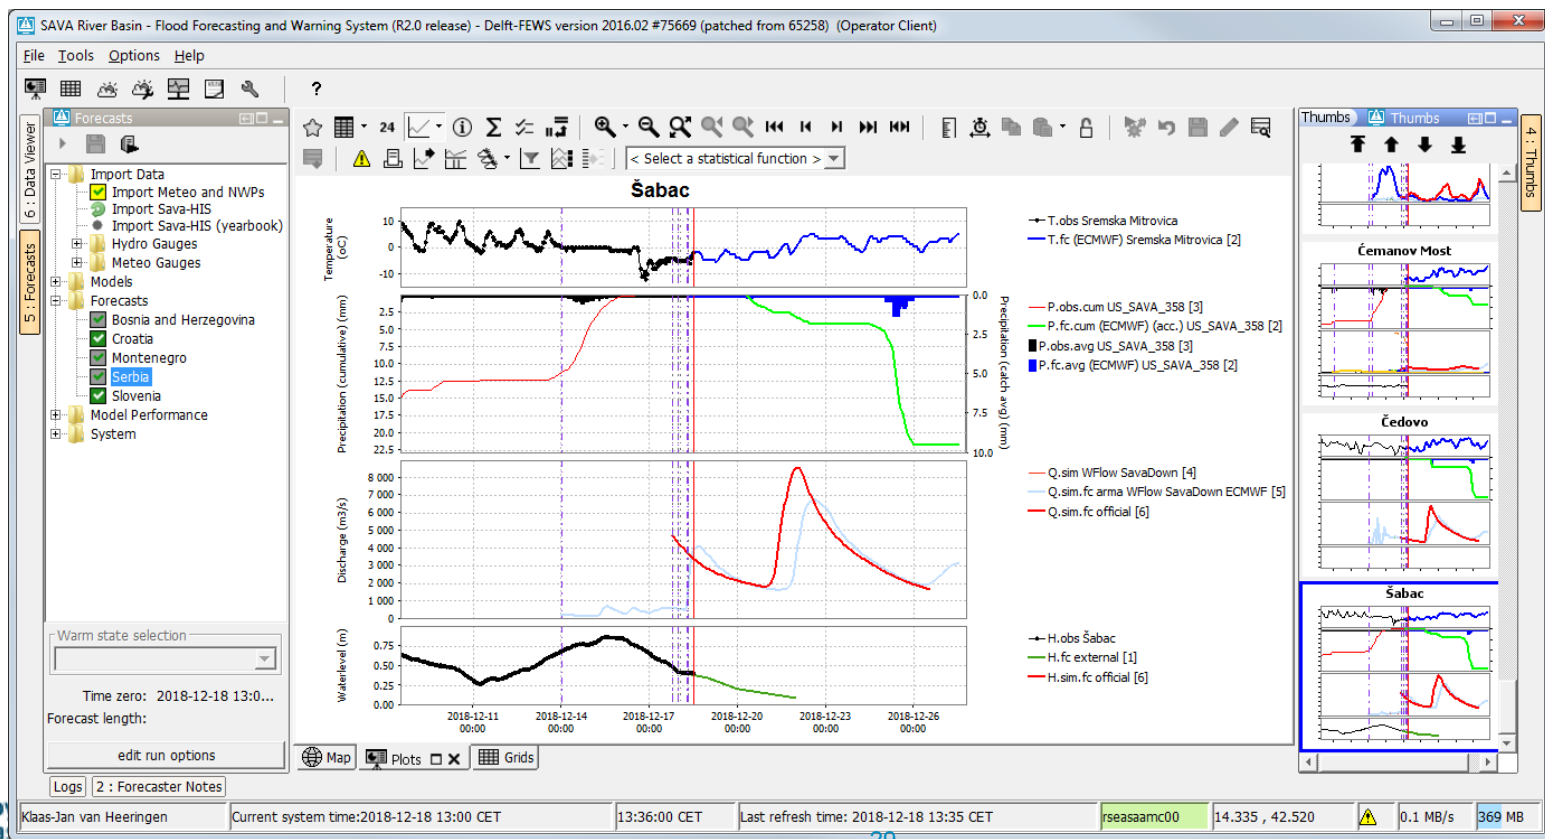 SAVA River Basin - Flood Forecasting and Warning System (R2.0 release) - Delft-FEWS version 2016.02 #75669 (patched from 65258)  (Operator Client)
File Tools Options Help
?
6 : Data Viewer
5 : Forecasts
Forecasts
Import Data
Import Meteo and NWPs
Import Sava-HIS
Import Sava-HIS (yearbook)
Hydro Gauges
Meteo Gauges
Models
Forecasts
Bosnia and Herzegovina
Croatia
Montenegro
Serbia
Slovenia
Model Performance
System
Warm state selection
Time zero: 2018-12-18 13:0...
Forecast length:
edit run options
24
< Select a statistical function >
Šabac
Temperature
(oC)
10
0
-10
T.obs Sremska Mitrovica
T.fc (ECMWF) Sremska Mitrovica [2]
Precipitation (cumulative) (mm)
2.5
5.0
7.5
10.0
12.5
15.0
17.5
20.0
22.5
0.0
2.5
5.0
7.5
10.0
Precipitation (catch avg) (mm)
P.obs.cum US_SAVA_358 [3]
P.fc.cum (ECMWF) (acc.) US_SAVA_358 [2]
P.obs.avg US_SAVA_358 [3]
P.fc.avg (ECMWF) US_SAVA_358 [2]
Discharge (m3/s)
8 000
7 000
6 000
5 000
4 000
3 000
2 000
1 000
0
Q.sim WFlow SavaDown [4]
Q.sim.fc arma WFlow SavaDown ECMWF [5]
Q.sim.fc official [6]
Waterlevel (m)
0.75
0.50
0.25
0.00
H.obs Šabac
H.fc external [1]
H.sim.fc official [6]
2018-12-11 2018-12-14 2018-12-17 2018-12-20 2018-12-23 2018-12-26
00:00 00:00 00:00 00:00 00:00 00:00
Map Plots Grids
Thumbs Thumbs
4 : Thumbs
Ćemanov Most
Čedovo
Šabac
Logs 2 : Forecaster Notes
Klaas-Jan van Heeringen Current system time:2018-12-18 13:00 CET 13:36:00 CET Last refresh time: 2018-12-18 13:35 CET rseasaamc00 14.335 , 42.520 0.1 MB/s 369 MB